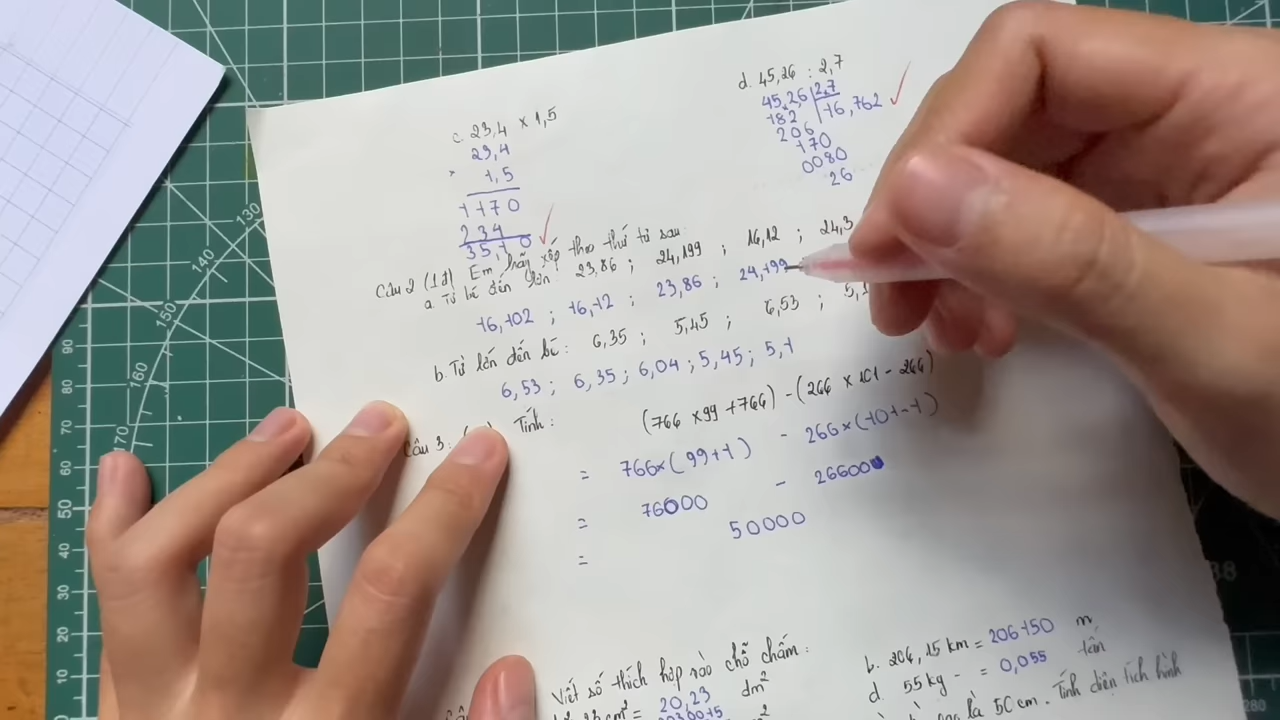 c. 23,4 × 1,5
23,4
× 1,5
1170
234
35,10
d. 45,26 : 2,7
45,26 2,7
182 16,762
206
170
0080
26
Câu 2 (1đ) Em hãy xếp theo thứ tự sau
a. Từ bé đến lớn: 23,86 ; 24,199 ; 16,12 ; 24,3
16,102 ; 16,12 ; 23,86 ; 24,199
b. Từ lớn đến bé: 6,35 ; 5,45 ; 6,53 ; 5,1
6,53 ; 6,35 ; 6,04 ; 5,45 ; 5,1
Câu 3: Tính: (766 × 99 + 766) - (266 × 101 - 266)
= 766 × (99+1) - 266 × (101-1)
= 76000 - 26600
= 50000
Viết số thích hợp vào chỗ chấm:
= 20,23 dm²
b. 206,15 km = 206150 m
d. 55 kg = 0,055 tấn
là 50 cm. Tính diện tích hình